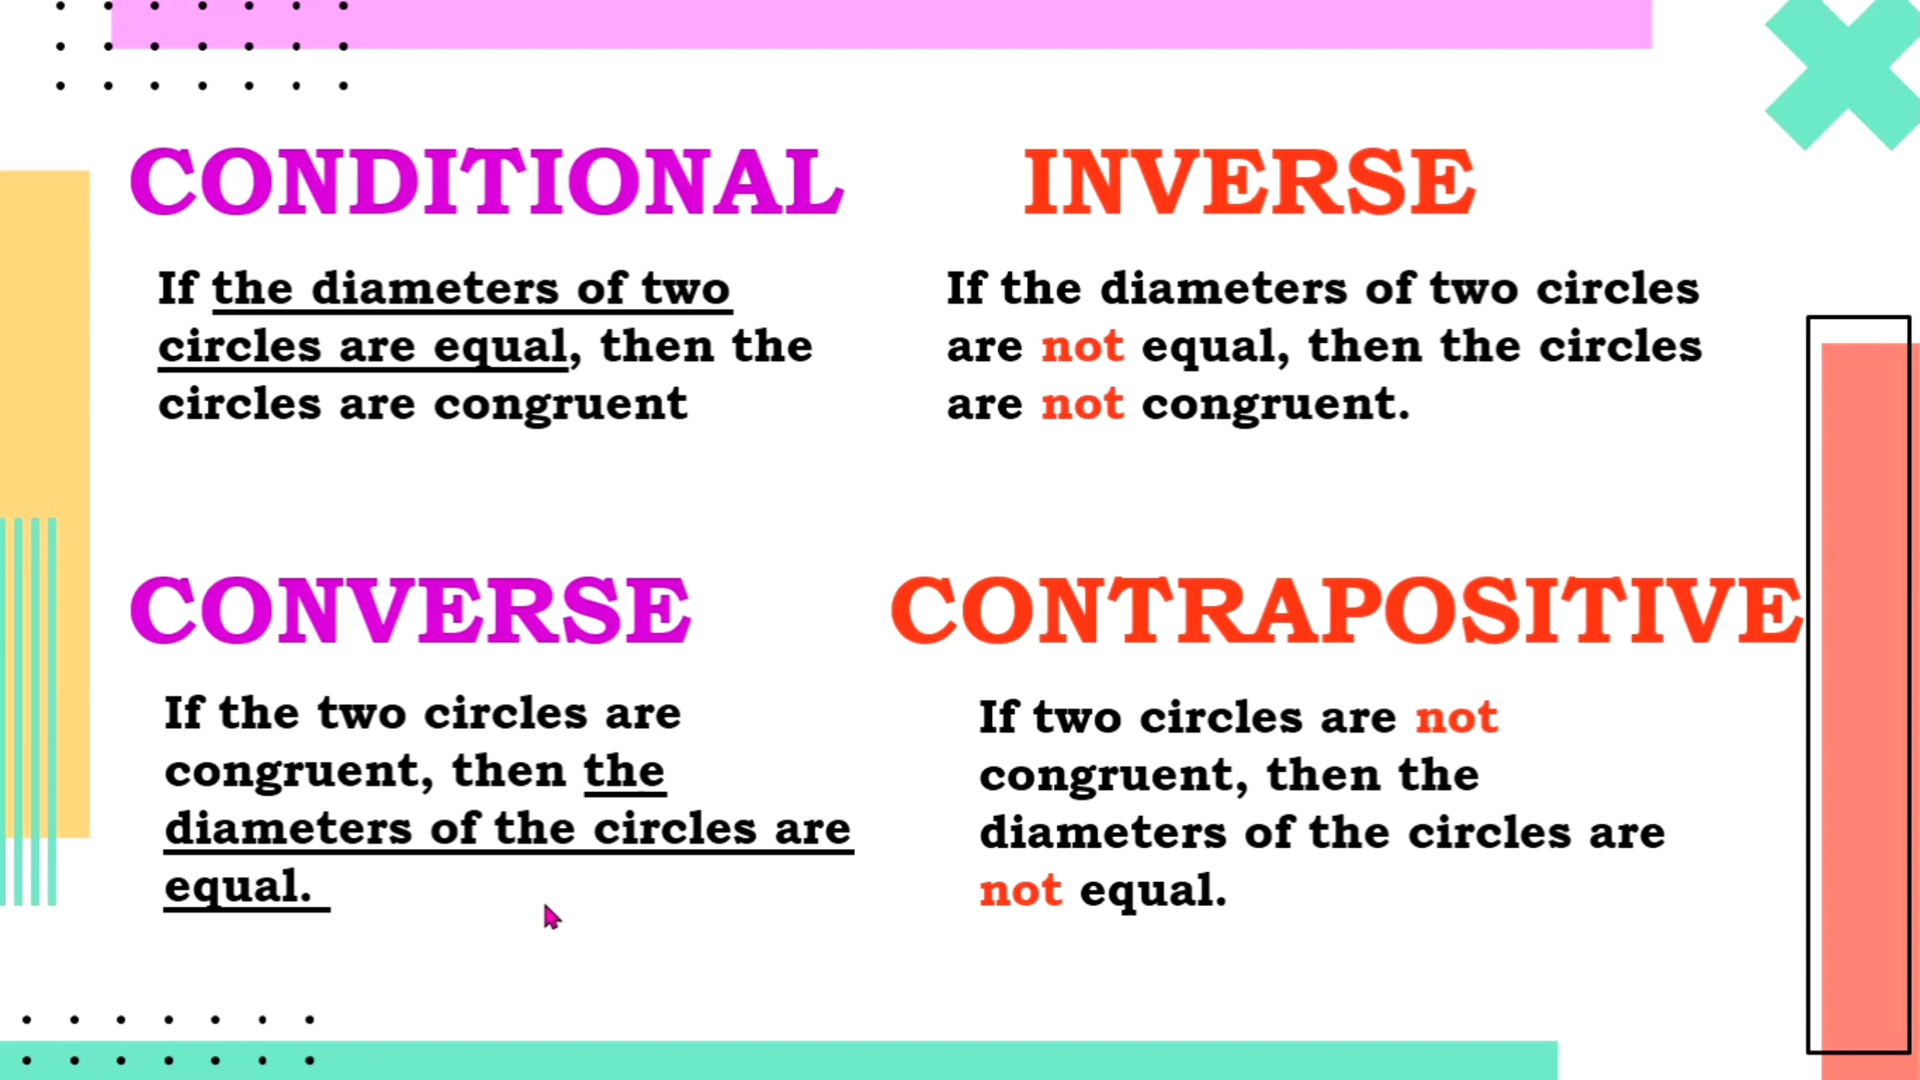 CONDITIONAL
If the diameters of two
circles are equal, then the
circles are congruent
INVERSE
If the diameters of two circles
are not equal, then the circles
are not congruent.
CONVERSE
If the two circles are
congruent, then the
diameters of the circles are
equal.
CONTRAPOSITIVE
If two circles are not
congruent, then the
diameters of the circles are
not equal.